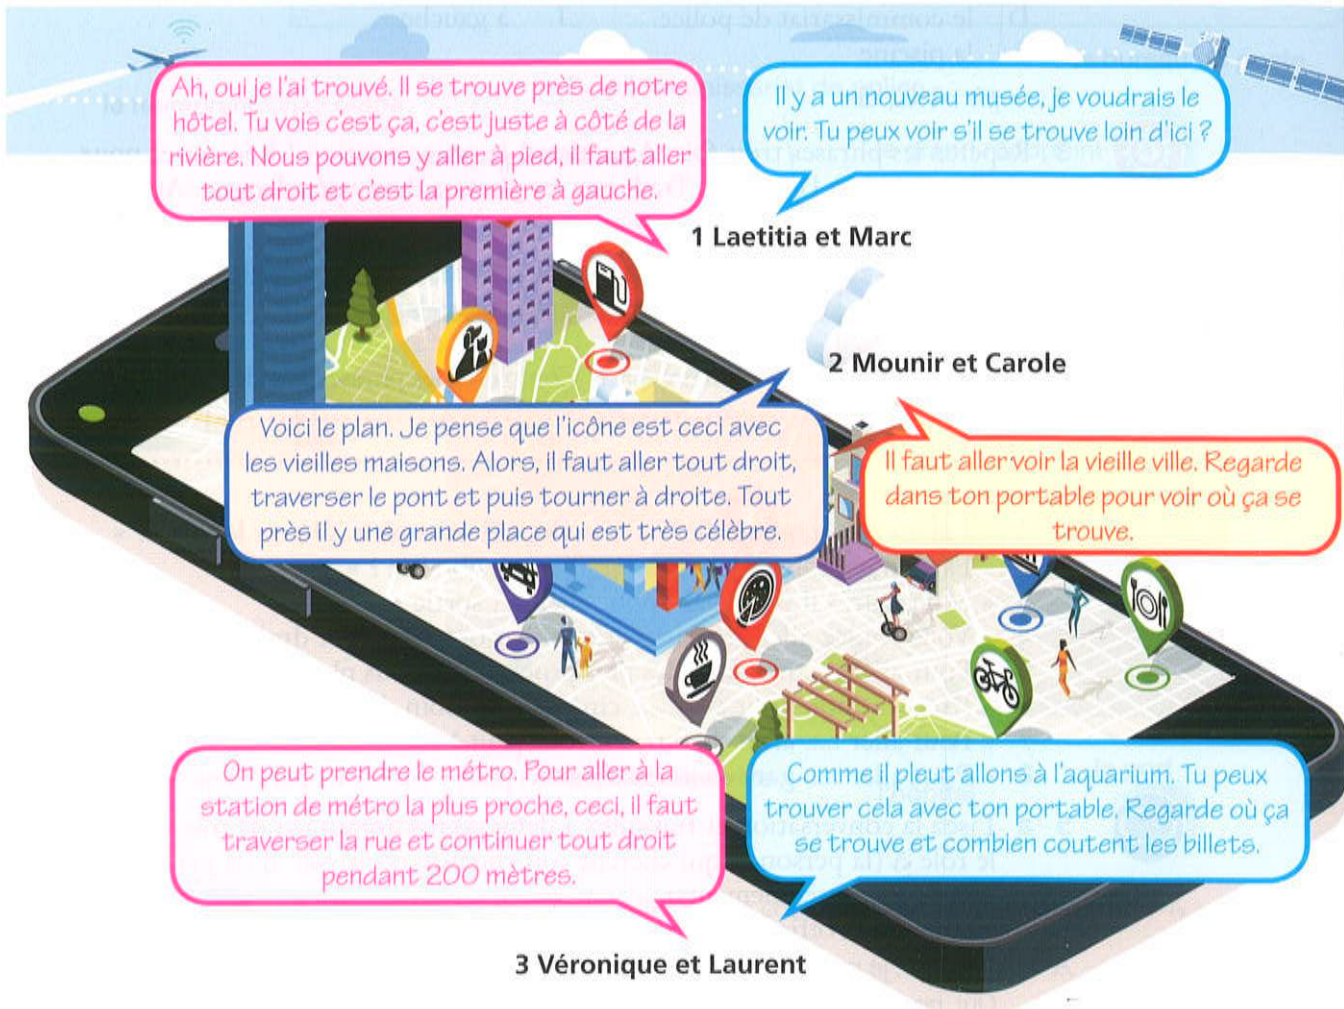 Ah, oui je l'ai trouvé. Il se trouve près de notre
hôtel. Tu vois c'est ça, c'est juste à côté de la
rivière. Nous pouvons y aller à pied, il faut aller
tout droit et c'est la première à gauche.
Il y a un nouveau musée, je voudrais le
voir. Tu peux voir s'il se trouve loin d'ici ?
1 Laetitia et Marc
2 Mounir et Carole
Voici le plan. Je pense que l'icône est ceci avec
les vieilles maisons. Alors, il faut aller tout droit,
traverser le pont et puis tourner à droite. Tout
près il y une grande place qui est très célèbre.
Il faut aller voir la vieille ville. Regarde
dans ton portable pour voir où ça se
trouve.
On peut prendre le métro. Pour aller à la
station de métro la plus proche, ceci, il faut
traverser la rue et continuer tout droit
pendant 200 mètres.
Comme il pleut allons à l'aquarium. Tu peux
trouver cela avec ton portable. Regarde où ça
se trouve et combien coutent les billets.
3 Véronique et Laurent